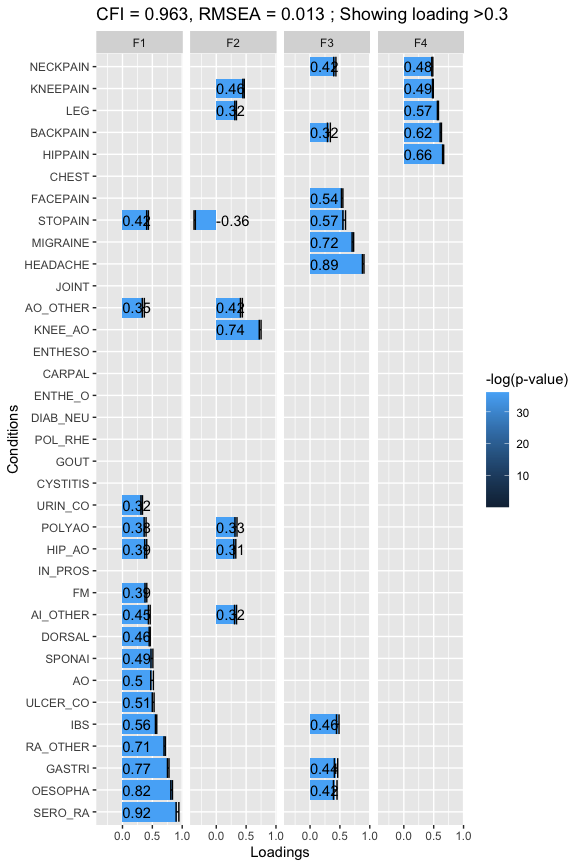 CFI = 0.963, RMSEA = 0.013 ; Showing loading >0.3
F1 F2 F3 F4
NECKPAIN 0.42 0.48
KNEEPAIN 0.46 0.49
LEG 0.32 0.57
BACKPAIN 0.32 0.62
HIPPAIN 0.66
CHEST
FACEPAIN 0.54
STOPAIN 0.42 -0.36 0.57
MIGRAINE 0.72
HEADACHE 0.89
JOINT
AO_OTHER 0.35 0.42
KNEE_AO 0.74
ENTHESO
CARPAL
ENTHE_O
DIAB_NEU
POL_RHE
GOUT
CYSTITIS
URIN_CO 0.32
POLYAO 0.38 0.33
HIP_AO 0.39 0.31
IN_PROS
FM 0.39
AI_OTHER 0.45 0.32
DORSAL 0.46
SPONAI 0.49
AO 0.5
ULCER_CO 0.51
IBS 0.56 0.46
RA_OTHER 0.71
GASTRI 0.77 0.44
OESOPHA 0.82 0.42
SERO_RA 0.92
0.0 0.5 1.0 0.0 0.5 1.0 0.0 0.5 1.0 0.0 0.5 1.0
Loadings
Conditions
-log(p-value)
30
20
10